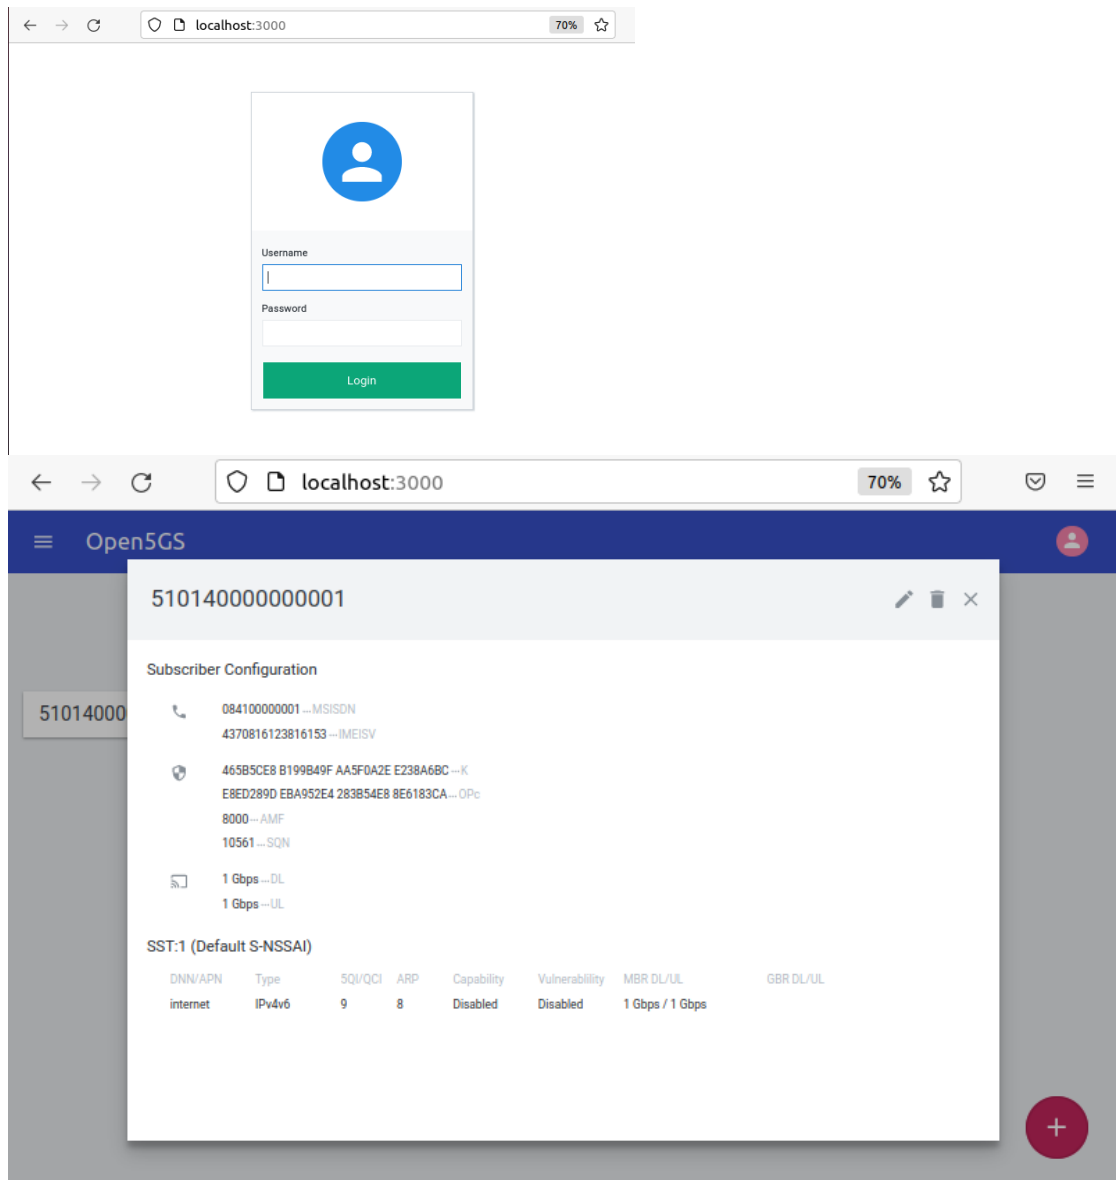 localhost:3000
70%
Username
Password
Login
localhost:3000
70%
Open5GS
510140000000001
51014000
Subscriber Configuration
084100000001---MSISDN
4370816123816153---IMEISV
465B5CE8 B199B49F AA5F0A2E E238A6BC---K
E8ED289D EBA952E4 283B54E8 8E6183CA---OPc
8000---AMF
10561---SQN
1 Gbps---DL
1 Gbps---UL
SST:1 (Default S-NSSAI)
DNN/APN Type 5QI/QCI ARP Capability Vulnerablility MBR DL/UL GBR DL/UL
internet IPv4v6 9 8 Disabled Disabled 1 Gbps / 1 Gbps